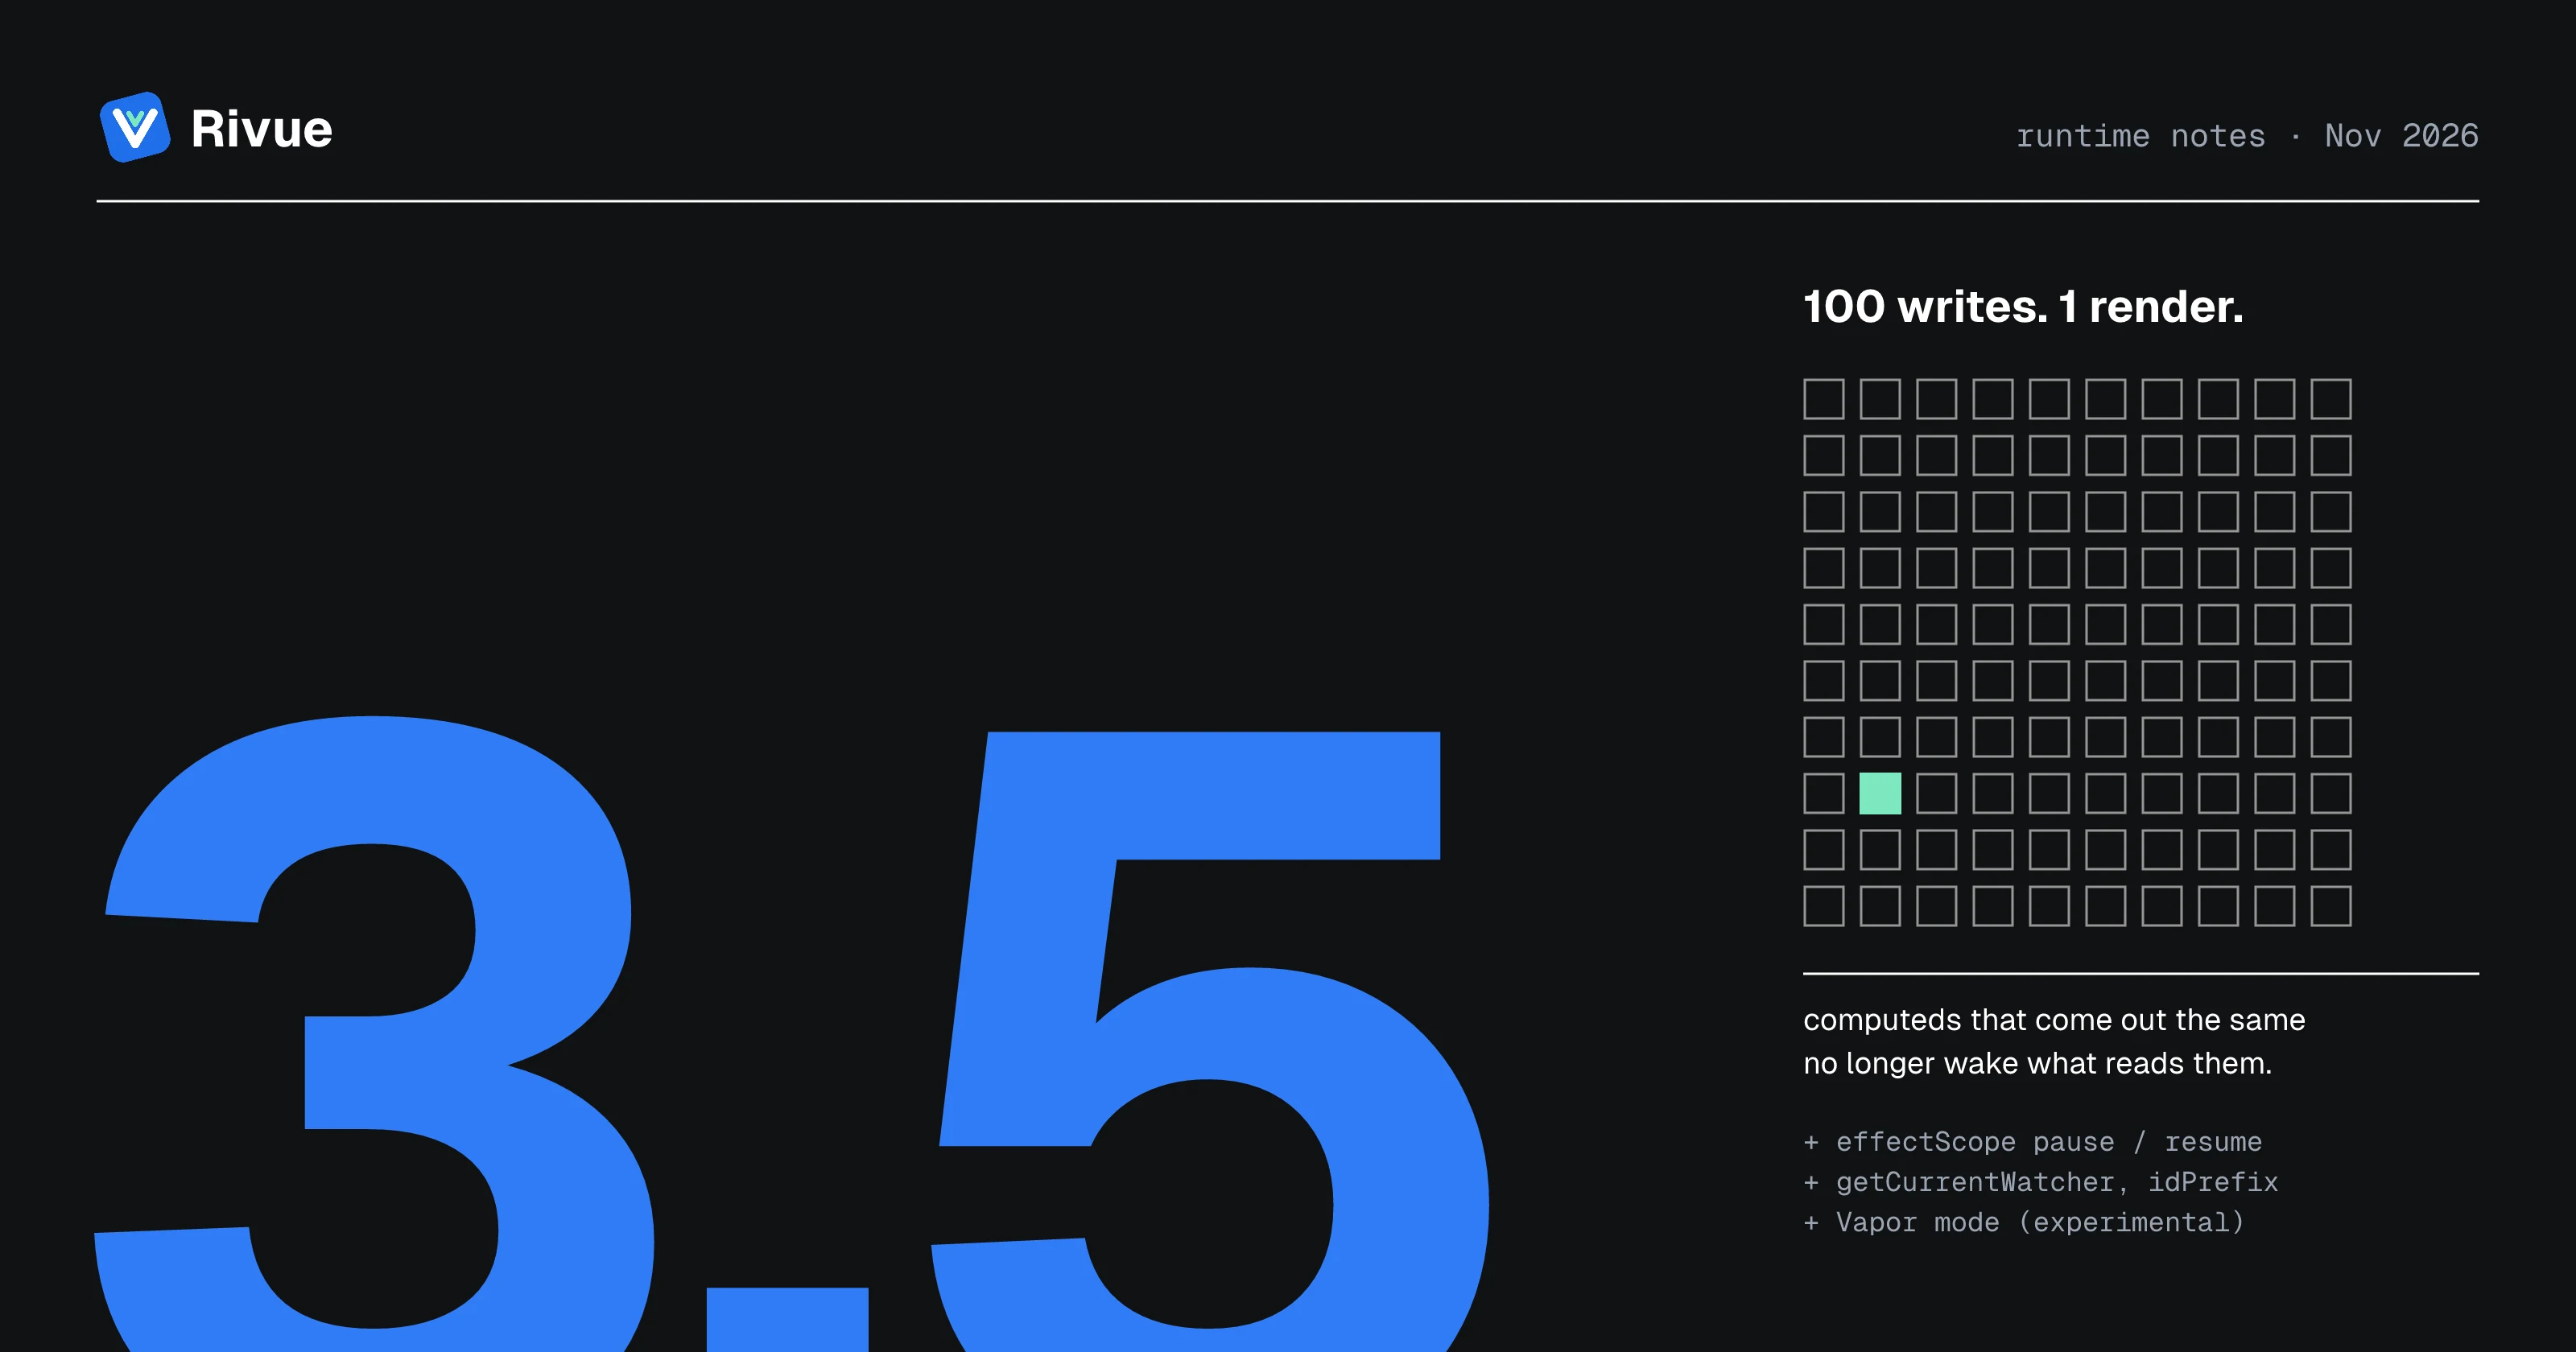 Rivue
runtime notes · Nov 2026
3.5
100 writes. 1 render.
computeds that come out the same
no longer wake what reads them.
+ effectScope pause / resume
+ getCurrentWatcher, idPrefix
+ Vapor mode (experimental)